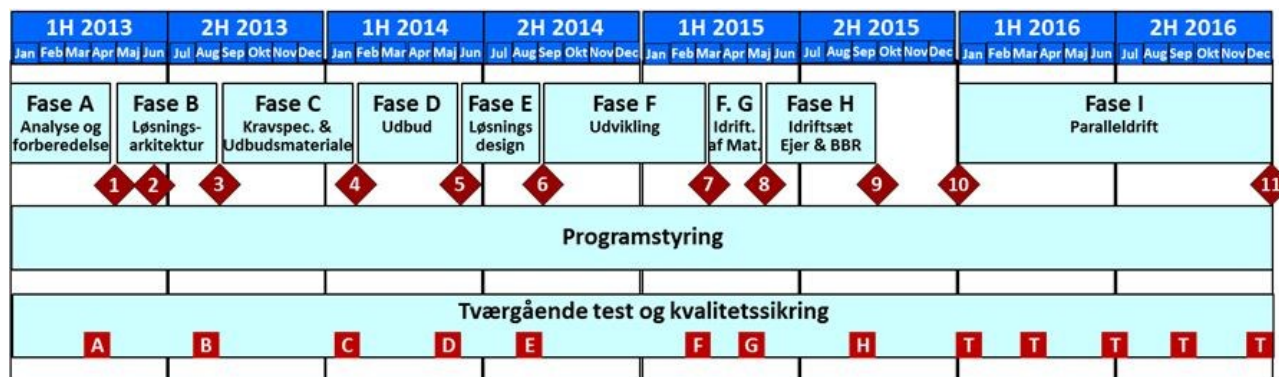 1H 2013 2H 2013 1H 2014 2H 2014 1H 2015 2H 2015 1H 2016 2H 2016
Jan Feb Mar Apr Maj Jun Jul Aug Sep Okt Nov Dec Jan Feb Mar Apr Maj Jun Jul Aug Sep Okt Nov Dec Jan Feb Mar Apr Maj Jun Jul Aug Sep Okt Nov Dec Jan Feb Mar Apr Maj Jun Jul Aug Sep Okt Nov Dec
Fase A
Analyse og
forberedelse
Fase B
Løsnings-
arkitektur
Fase C
Kravspec. &
Udbudsmateriale
Fase D
Udbud
Fase E
Løsnings
design
Fase F
Udvikling
F. G
Idrift.
af Mat.
Fase H
Idriftsæt
Ejer & BBR
Fase I
Paralleldrift
1 2 3 4 5 6 7 8 9 10 11
Programstyring
Tværgående test og kvalitetssikring
A B C D E F G H T T T T T